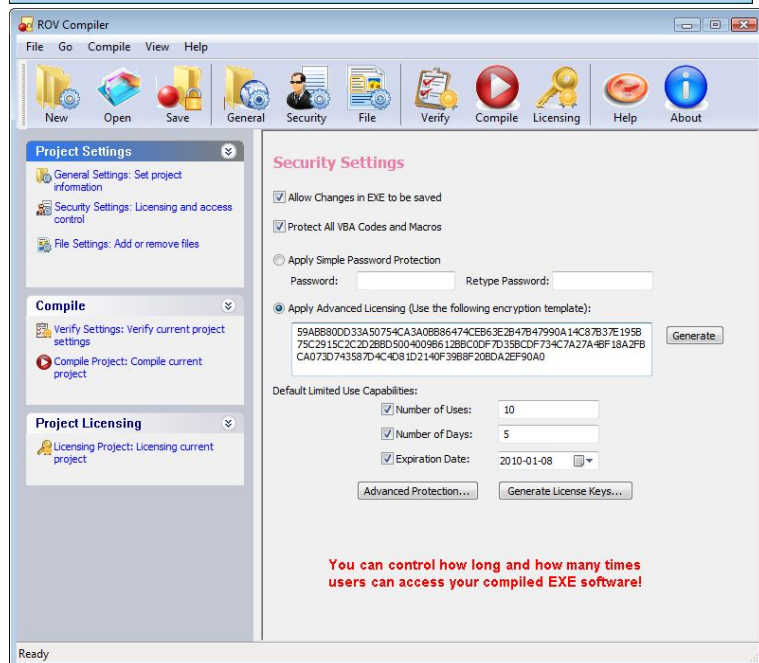 ROV Compiler
File Go Compile View Help
New Open Save General Security File Verify Compile Licensing Help About
Project Settings
General Settings: Set project
information
Security Settings: Licensing and access
control
File Settings: Add or remove files
Compile
Verify Settings: Verify current project
settings
Compile Project: Compile current
project
Project Licensing
Licensing Project: Licensing current
project
Security Settings
Allow Changes in EXE to be saved
Protect All VBA Codes and Macros
Apply Simple Password Protection
Password: Retype Password:
Apply Advanced Licensing (Use the following encryption template):
59ABB80DD33A50754CA3A0BB86474CEB63E2B47B47990A14C87B37E195B
75C2915C2C2D2BBD5004009B612BBC0DF7D35BCDF734C7A27A4BF18A2FB
CA073D743587D4C4D81D2140F39B8F20BDA2EF90A0
Generate
Default Limited Use Capabilities:
Number of Uses: 10
Number of Days: 5
Expiration Date: 2010-01-08
Advanced Protection... Generate License Keys...
You can control how long and how many times
users can access your compiled EXE software!
Ready